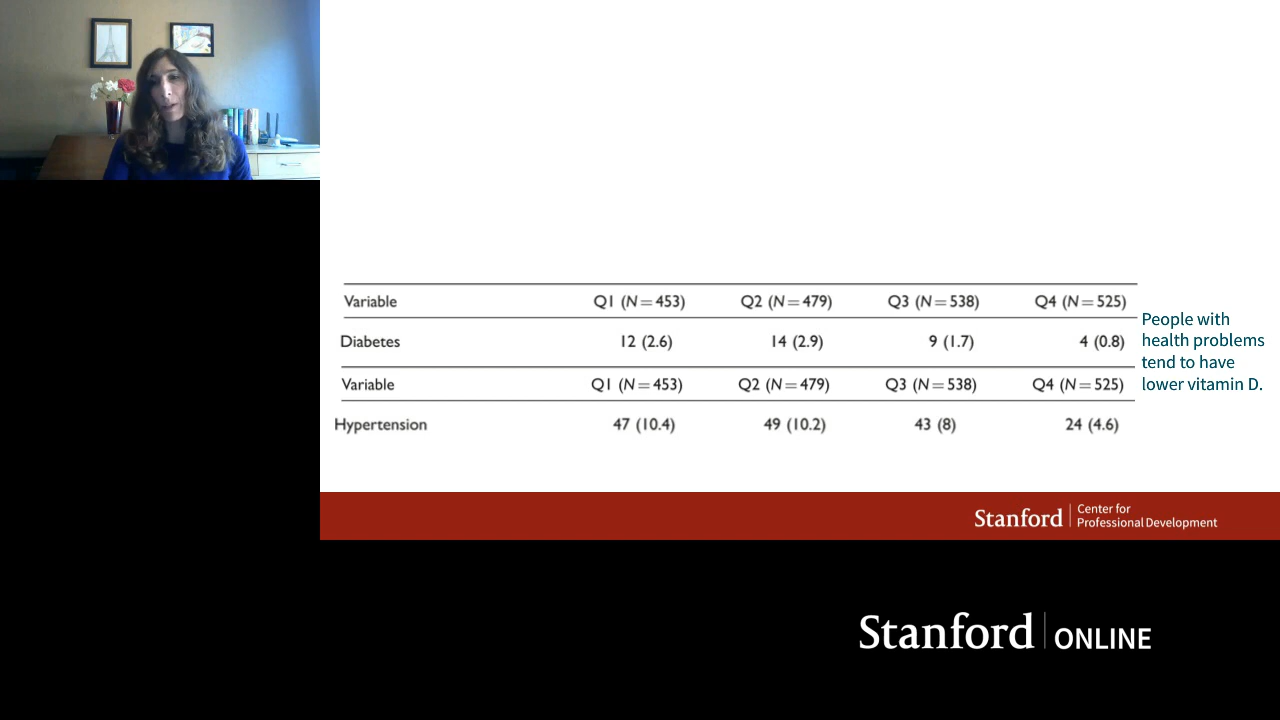 Variable Q1 (N=453) Q2 (N=479) Q3 (N=538) Q4 (N=525)
Diabetes 12 (2.6) 14 (2.9) 9 (1.7) 4 (0.8)
Variable Q1 (N=453) Q2 (N=479) Q3 (N=538) Q4 (N=525)
Hypertension 47 (10.4) 49 (10.2) 43 (8) 24 (4.6)
People with
health problems
tend to have
lower vitamin D.
Stanford
Center for
Professional Development
Stanford ONLINE